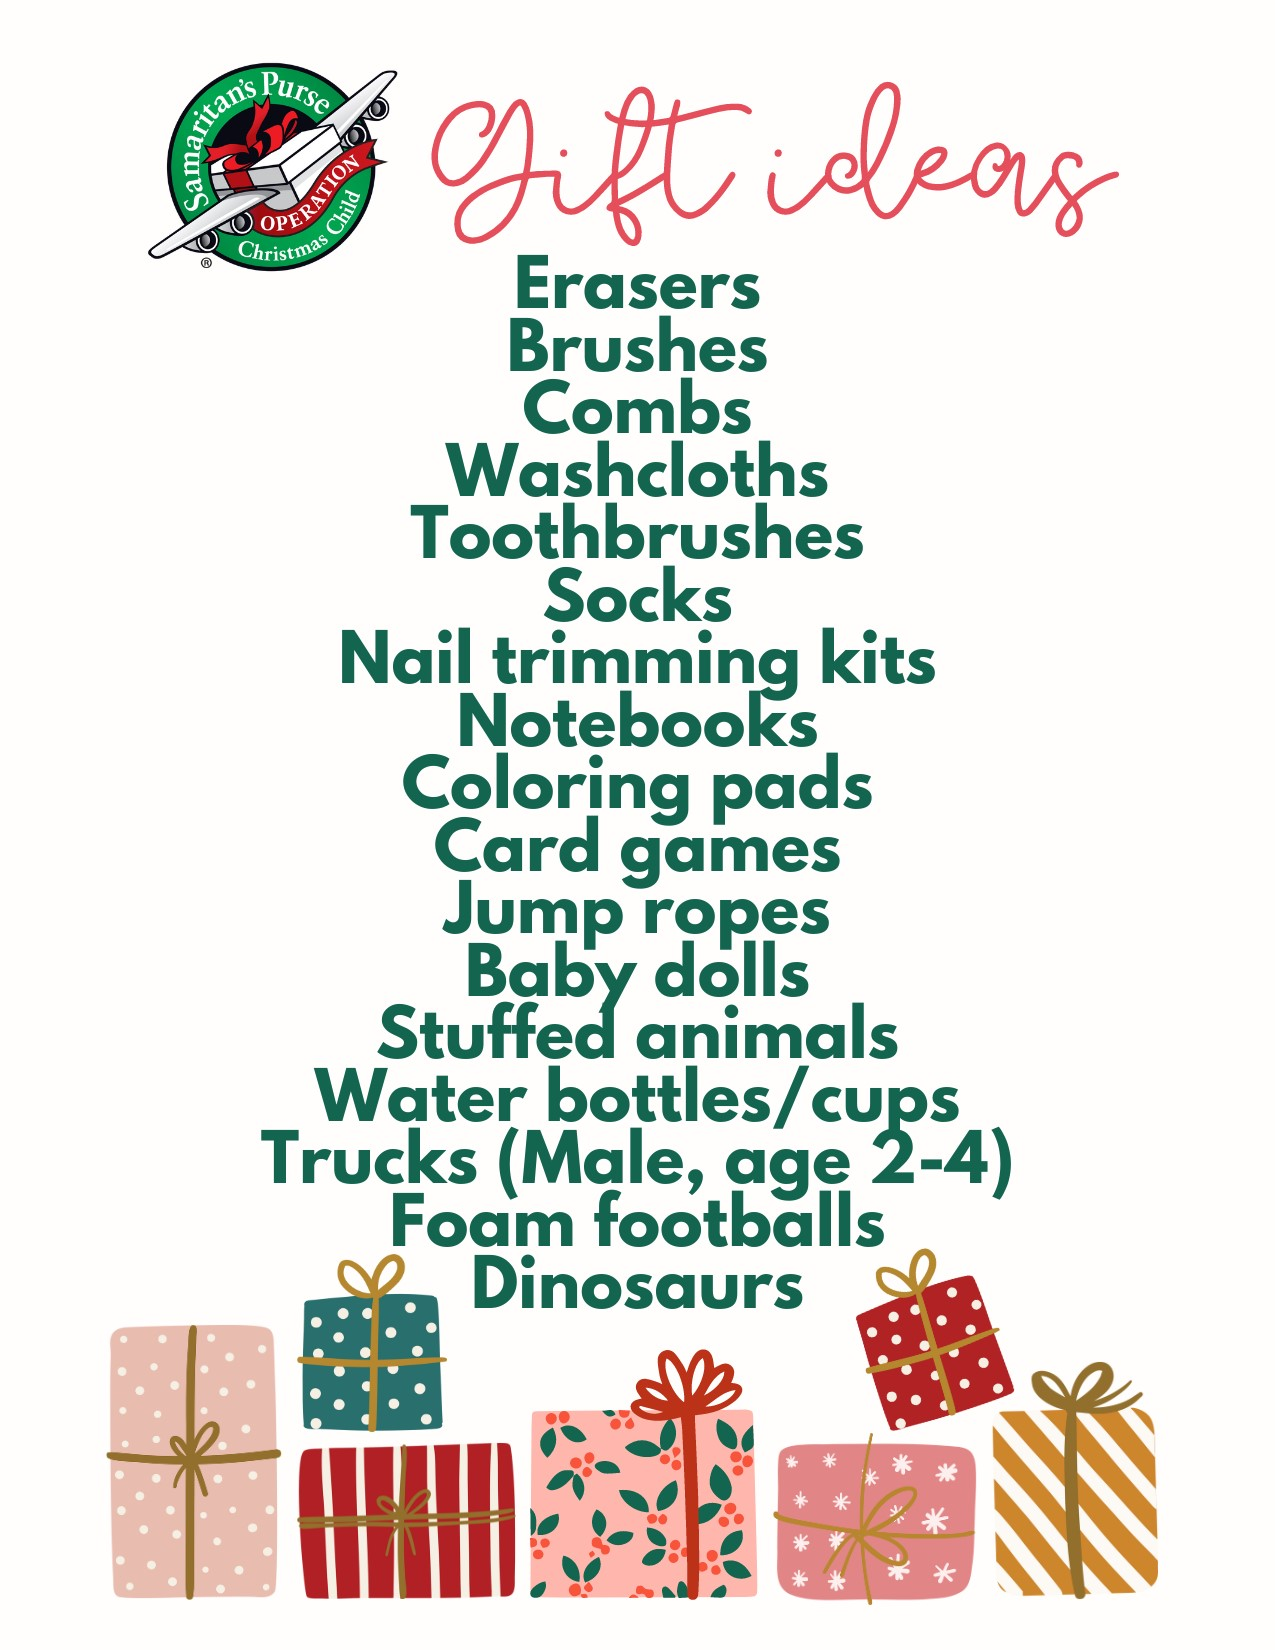 Samaritan's Purse
OPERATION
Christmas Child
®
Gift ideas
Erasers
Brushes
Combs
Washcloths
Toothbrushes
Socks
Nail trimming kits
Notebooks
Coloring pads
Card games
Jump ropes
Baby dolls
Stuffed animals
Water bottles/cups
Trucks (Male, age 2-4)
Foam footballs
Dinosaurs